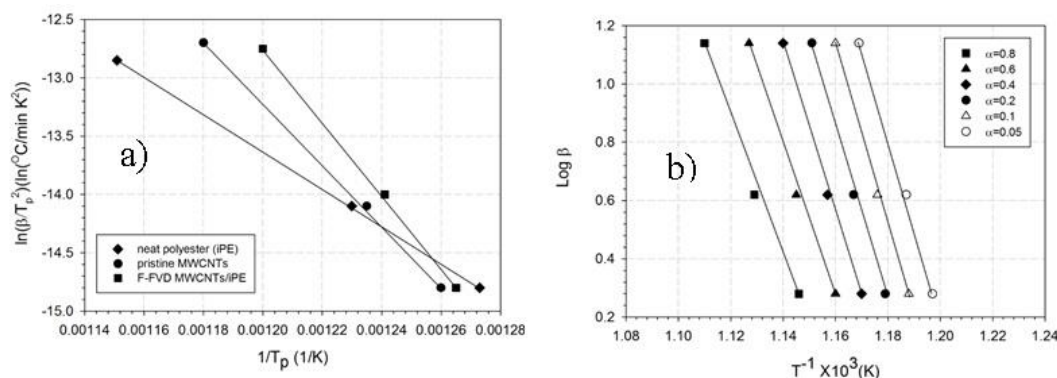 a)
ln(β/Tp²)(ln(°C/min K²))
-12.5
-13.0
-13.5
-14.0
-14.5
-15.0
neat polyester (iPE)
pristine MWCNTs
F-FVD MWCNTs/iPE
0.00114 0.00116 0.00118 0.00120 0.00122 0.00124 0.00126 0.00128
1/Tp (1/K)
b)
Log β
1.2
1.0
0.8
0.6
0.4
0.2
α=0.8
α=0.6
α=0.4
α=0.2
α=0.1
α=0.05
1.08 1.10 1.12 1.14 1.16 1.18 1.20 1.22 1.24
T⁻¹ X10³(K)